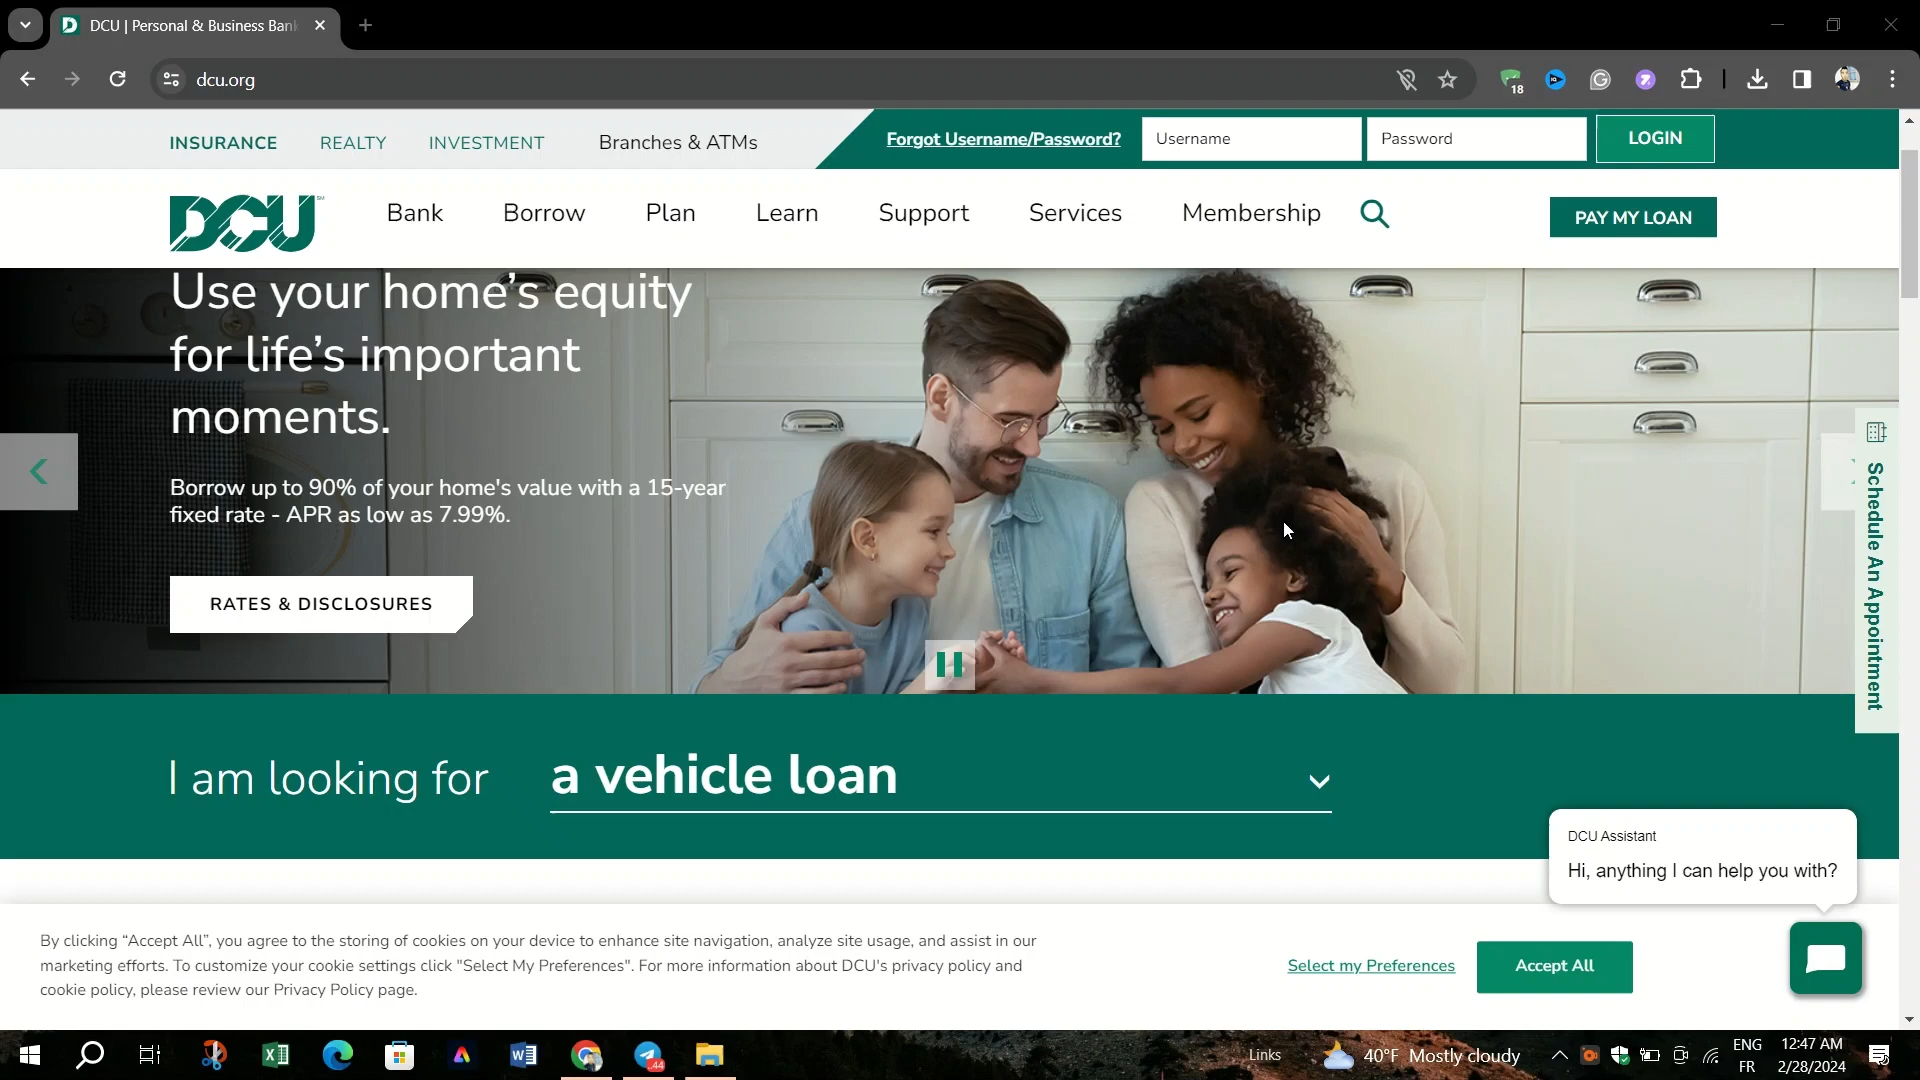 DCU | Personal & Business Bank
dcu.org
18
INSURANCE
REALTY
INVESTMENT
Branches & ATMs
Forgot Username/Password?
Username
Password
LOGIN
DCU
Bank
Borrow
Plan
Learn
Support
Services
Membership
PAY MY LOAN
Use your home's equity
for life's important
moments.
Borrow up to 90% of your home's value with a 15-year
fixed rate - APR as low as 7.99%.
RATES & DISCLOSURES
Schedule An Appointment
I am looking for
a vehicle loan
DCU Assistant
Hi, anything I can help you with?
By clicking “Accept All”, you agree to the storing of cookies on your device to enhance site navigation, analyze site usage, and assist in our
marketing efforts. To customize your cookie settings click "Select My Preferences". For more information about DCU's privacy policy and
cookie policy, please review our Privacy Policy page.
Select my Preferences
Accept All
44
Links
40°F Mostly cloudy
ENG
FR
12:47 AM
2/28/2024